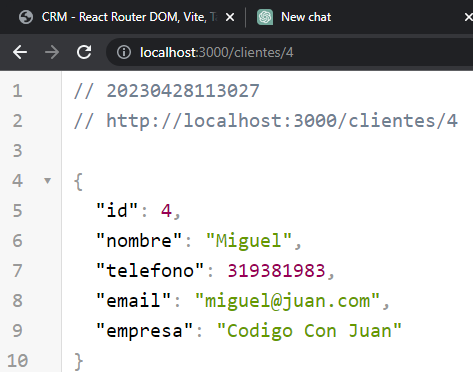 CRM - React Router DOM, Vite,
New chat
localhost:3000/clientes/4
1 // 20230428113027
2 // http://localhost:3000/clientes/4
3
4 {
5 "id": 4,
6 "nombre": "Miguel",
7 "telefono": 319381983,
8 "email": "miguel@juan.com",
9 "empresa": "Codigo Con Juan"
10 }